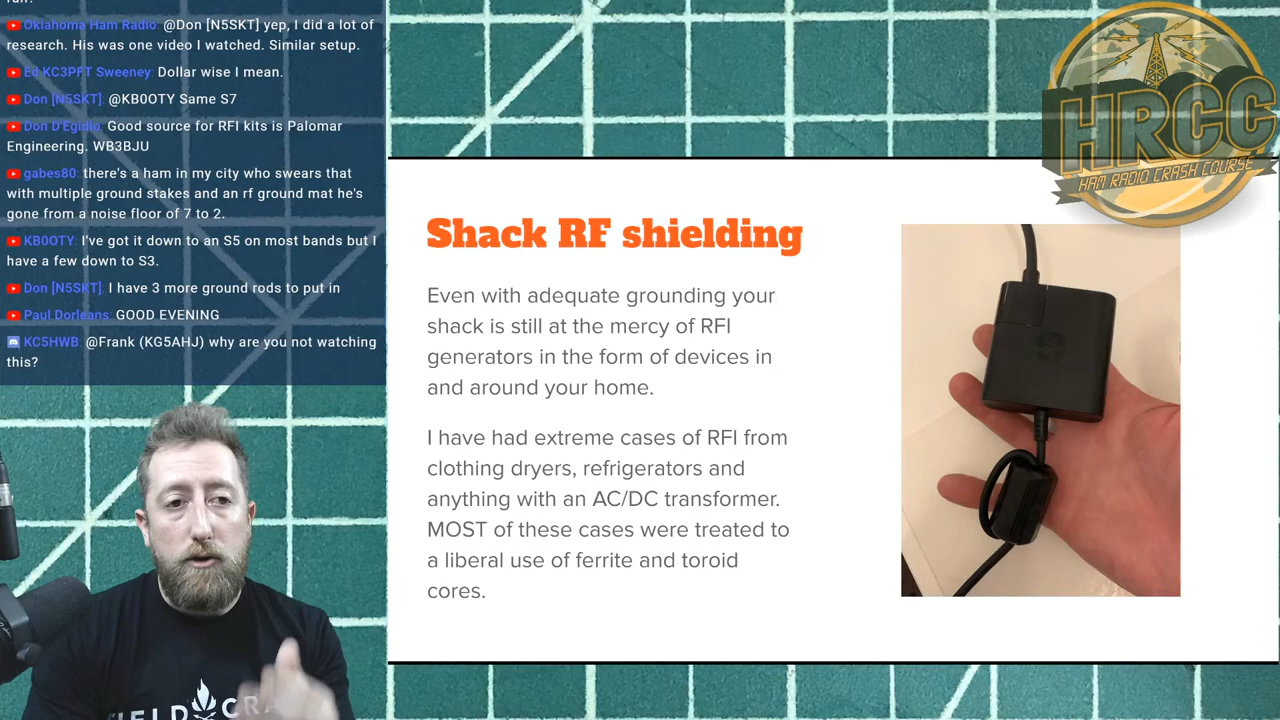 Oklahoma Ham Radio: @Don [N5SKT] yep, I did a lot of
research. His was one video I watched. Similar setup.
Ed KC3PFT Sweeney: Dollar wise I mean.
Don [N5SKT]: @KB0OTY Same S7
Don D'Egidio: Good source for RFI kits is Palomar
Engineering. WB3BJU
gabes80: there's a ham in my city who swears that
with multiple ground stakes and an rf ground mat he's
gone from a noise floor of 7 to 2.
KB0OTY: I've got it down to an S5 on most bands but I
have a few down to S3.
Don [N5SKT]: I have 3 more ground rods to put in
Paul Dorleans: GOOD EVENING
KC5HWB: @Frank (KG5AHJ) why are you not watching
this?
HRCC
HAM RADIO CRASH COURSE
Shack RF shielding
Even with adequate grounding your
shack is still at the mercy of RFI
generators in the form of devices in
and around your home.
I have had extreme cases of RFI from
clothing dryers, refrigerators and
anything with an AC/DC transformer.
MOST of these cases were treated to
a liberal use of ferrite and toroid
cores.